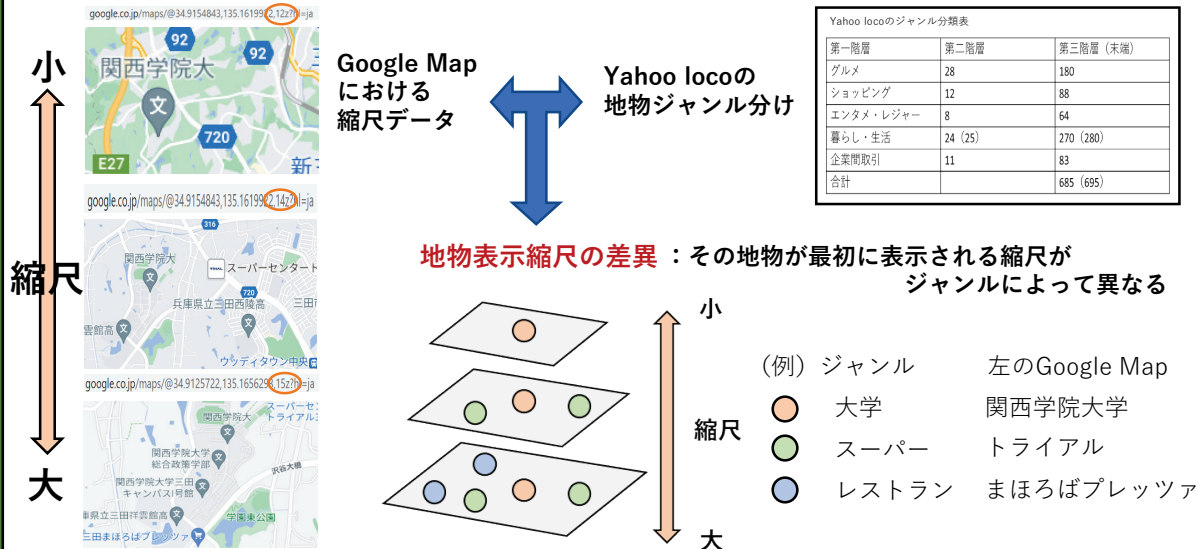 google.co.jp/maps/@34.9154843,135.1619922,12z?hl=ja
小
縮尺
大
92
92
関西学院大
720
E27
新三
google.co.jp/maps/@34.9154843,135.1619922,14z?hl=ja
316
関西学院大
スーパーセンタート
720
兵庫県立三田西陵高
三田市
雲館高
ウッディタウン中央
google.co.jp/maps/@34.9125722,135.1656293,15z?hl=ja
スーパーセン
トライアル
関西学院大
関西学院大学
総合政策学部
沢谷大橋
関西学院大学三田
キャンパスI号館
庫県立三田祥雲館高
学園東公園
三田まほろばブレッツァ
Google Map
における
縮尺データ
Yahoo locoの
地物ジャンル分け
Yahoo locoのジャンル分類表
第一階層 第二階層 第三階層（末端）
グルメ 28 180
ショッピング 12 88
エンタメ・レジャー 8 64
暮らし・生活 24（25） 270（280）
企業間取引 11 83
合計 685（695）
地物表示縮尺の差異 ：その地物が最初に表示される縮尺が
ジャンルによって異なる
小
縮尺
大
（例）ジャンル 左のGoogle Map
大学 関西学院大学
スーパー トライアル
レストラン まほろばプレッツァ